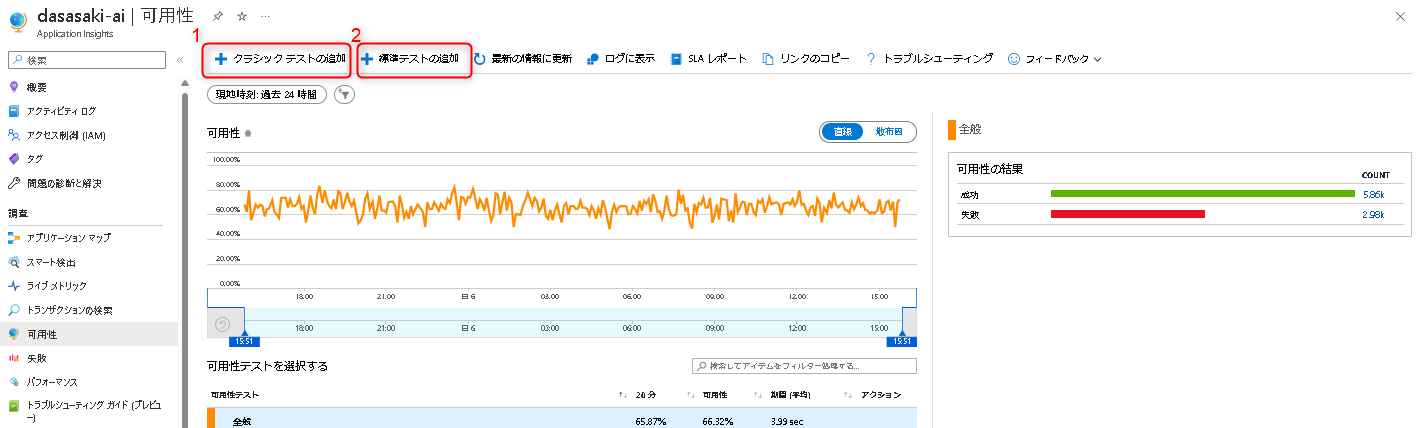 dasasaki-ai | 可用性
Application Insights
1
2
クラシック テストの追加
標準テストの追加
最新の情報に更新
ログに表示
SLA レポート
リンクのコピー
トラブルシューティング
フィードバック
検索
概要
アクティビティ ログ
アクセス制御 (IAM)
タグ
問題の診断と解決
調査
アプリケーション マップ
スマート検出
ライブ メトリック
トランザクションの検索
可用性
失敗
パフォーマンス
トラブルシューティング ガイド (プレビュ
ー)
現地時刻: 過去 24 時間
可用性
直線
散布図
100.00%
80.00%
60.00%
40.00%
20.00%
0.00%
18:00 21:00 日 6 03:00 06:00 09:00 12:00 15:00
18:00 21:00 日 6 03:00 06:00 09:00 12:00 15:00
15:51 15:51
可用性テストを選択する
検索してアイテムをフィルター処理する...
可用性テスト 20 分 可用性 期間 (平均) アクション
全般 65.87% 66.32% 3.99 sec
全般
可用性の結果
COUNT
成功 5.86k
失敗 2.98k